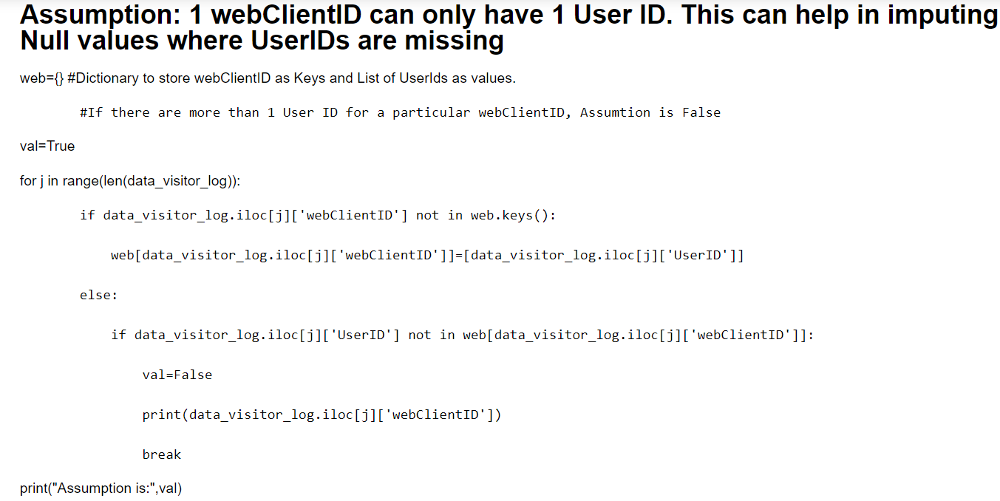 Assumption: 1 webClientID can only have 1 User ID. This can help in imputing
Null values where UserIDs are missing
web={} #Dictionary to store webClientID as Keys and List of UserIds as values.
#If there are more than 1 User ID for a particular webClientID, Assumtion is False
val=True
for j in range(len(data_visitor_log)):
if data_visitor_log.iloc[j]['webClientID'] not in web.keys():
web[data_visitor_log.iloc[j]['webClientID']]=[data_visitor_log.iloc[j]['UserID']]
else:
if data_visitor_log.iloc[j]['UserID'] not in web[data_visitor_log.iloc[j]['webClientID']]:
val=False
print(data_visitor_log.iloc[j]['webClientID'])
break
print("Assumption is:",val)